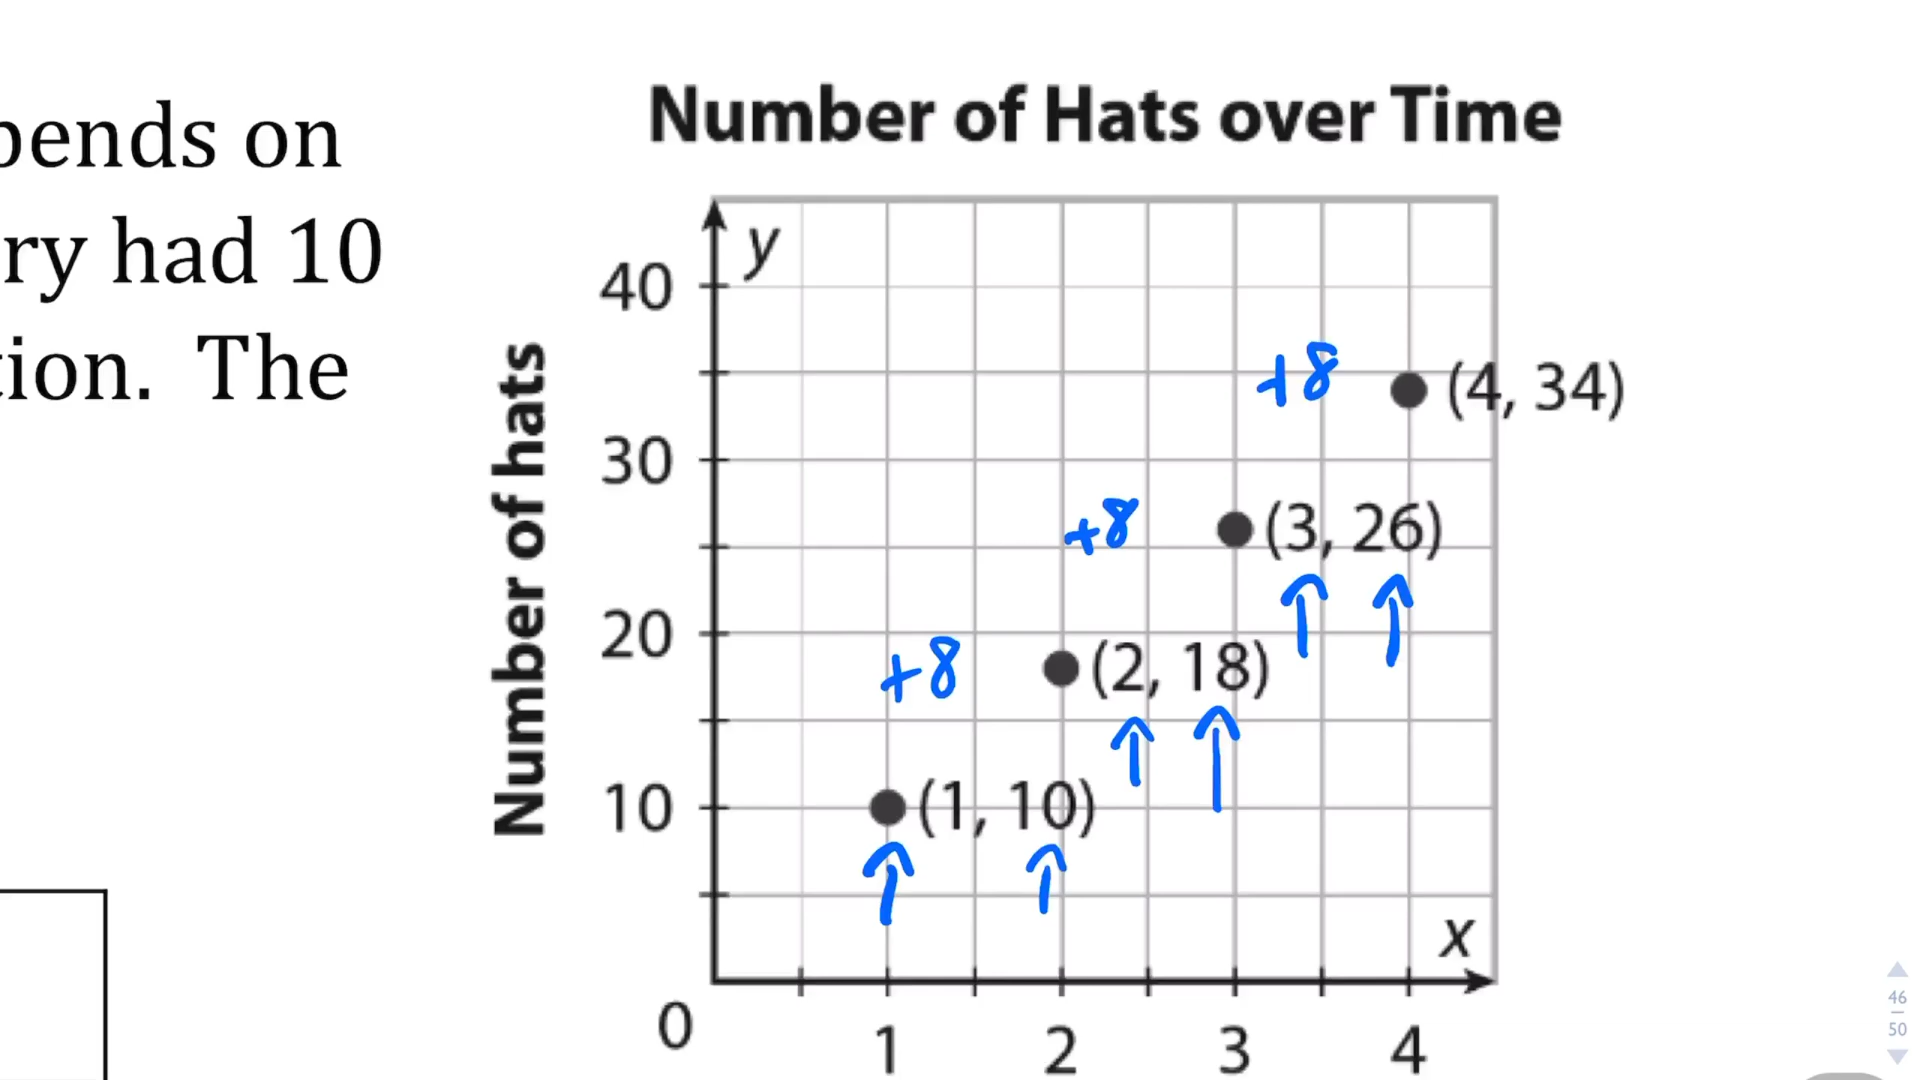 pends on
ry had 10
tion. The
Number of Hats over Time
y
40
30
20
10
0
Number of hats
+8
(4, 34)
+8
(3, 26)
+8
(2, 18)
(1, 10)
x
1 2 3 4
46
50